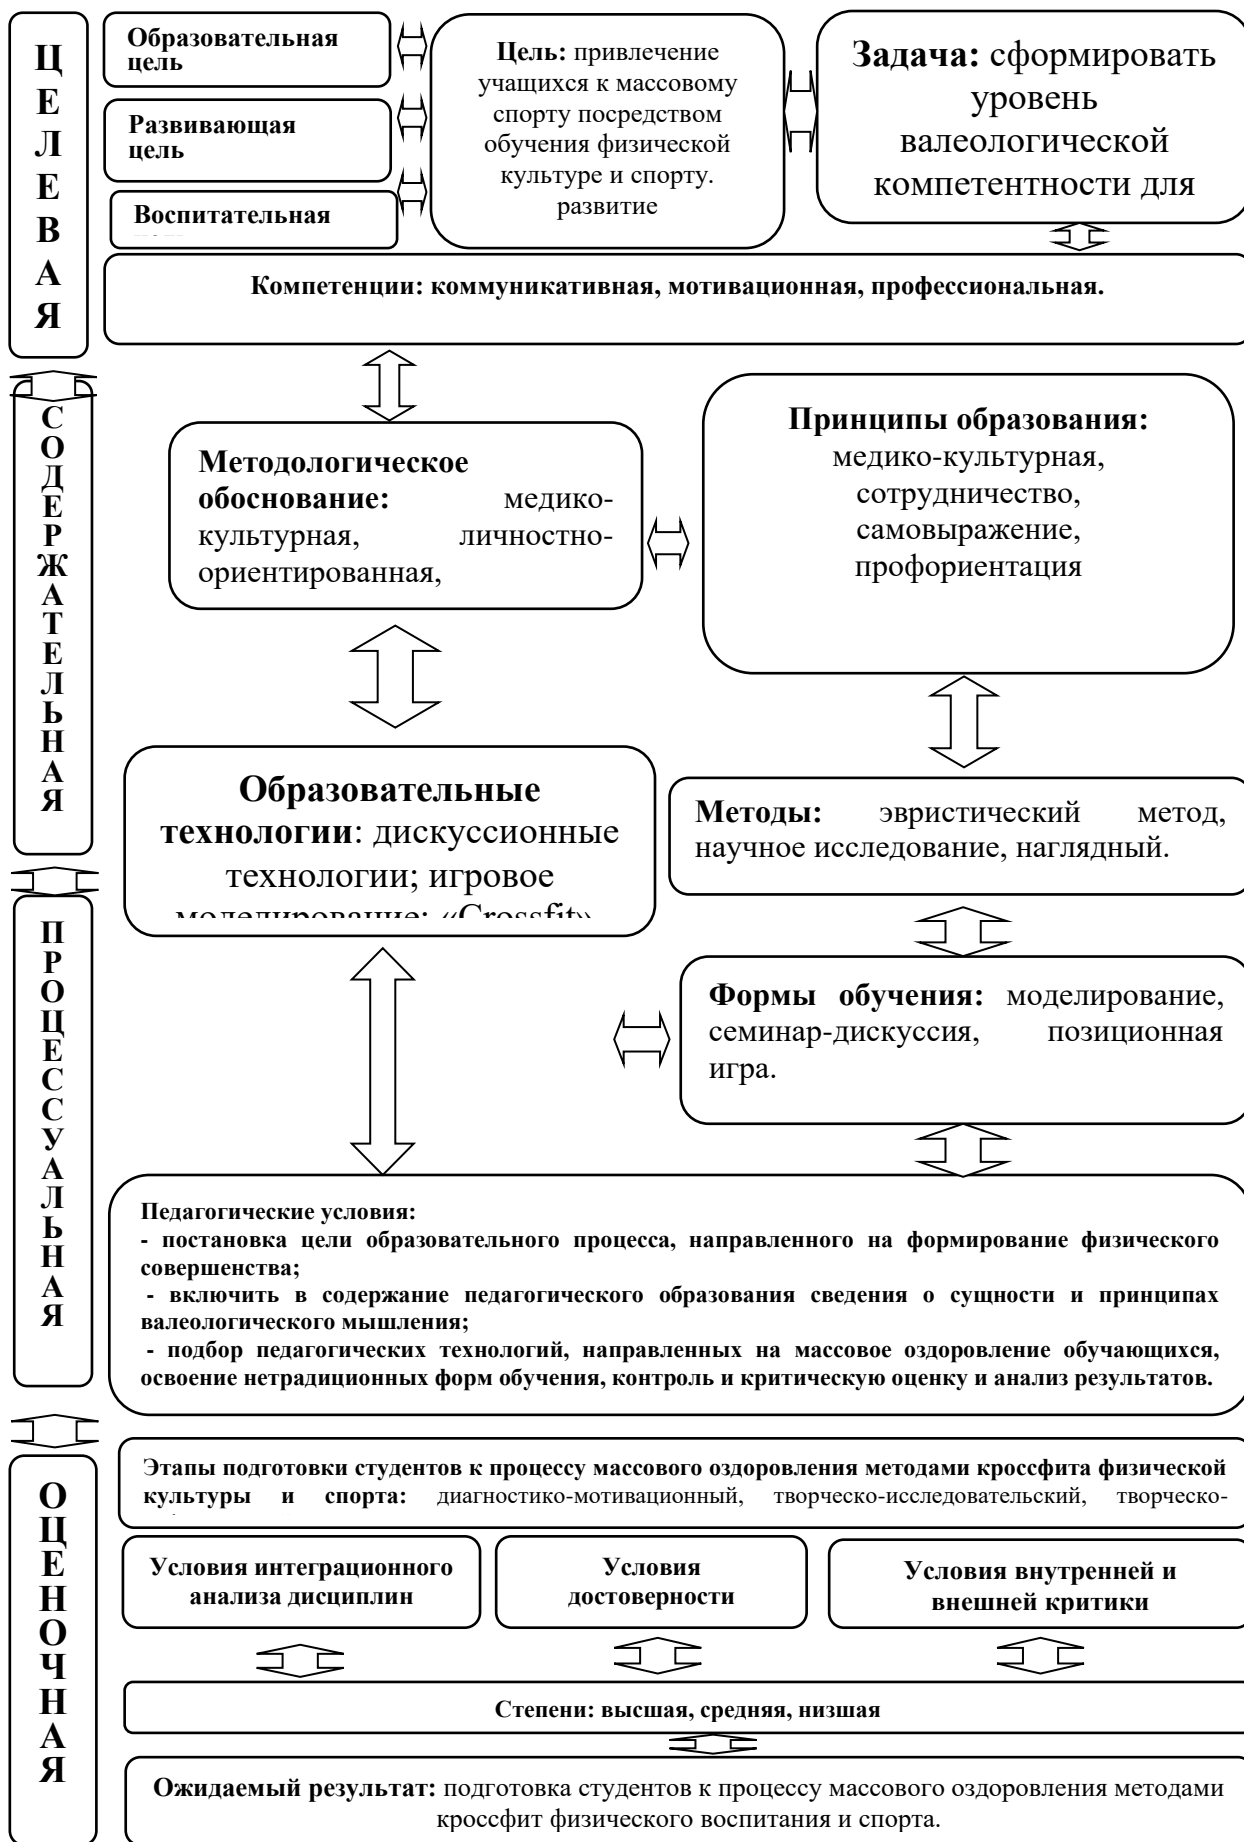 ЦЕЛЕВАЯ
Образовательная
цель
Развивающая
цель
Воспитательная
Цель: привлечение
учащихся к массовому
спорту посредством
обучения физической
культуре и спорту.
развитие
Задача: сформировать
уровень
валеологической
компетентности для
Компетенции: коммуникативная, мотивационная, профессиональная.
СОДЕРЖАТЕЛЬНАЯ
Методологическое
обоснование: медико-
культурная, личностно-
ориентированная,
Принципы образования:
медико-культурная,
сотрудничество,
самовыражение,
профориентация
Образовательные
технологии: дискуссионные
технологии; игровое
моделирование; «Crossfit»
Методы: эвристический метод,
научное исследование, наглядный.
ПРОЦЕССУАЛЬНАЯ
Формы обучения: моделирование,
семинар-дискуссия, позиционная
игра.
Педагогические условия:
- постановка цели образовательного процесса, направленного на формирование физического
совершенства;
- включить в содержание педагогического образования сведения о сущности и принципах
валеологического мышления;
- подбор педагогических технологий, направленных на массовое оздоровление обучающихся,
освоение нетрадиционных форм обучения, контроль и критическую оценку и анализ результатов.
ОЦЕНОЧНАЯ
Этапы подготовки студентов к процессу массового оздоровления методами кроссфита физической
культуры и спорта: диагностико-мотивационный, творческо-исследовательский, творческо-
Условия интеграционного
анализа дисциплин
Условия
достоверности
Условия внутренней и
внешней критики
Степени: высшая, средняя, низшая
Ожидаемый результат: подготовка студентов к процессу массового оздоровления методами
кроссфит физического воспитания и спорта.